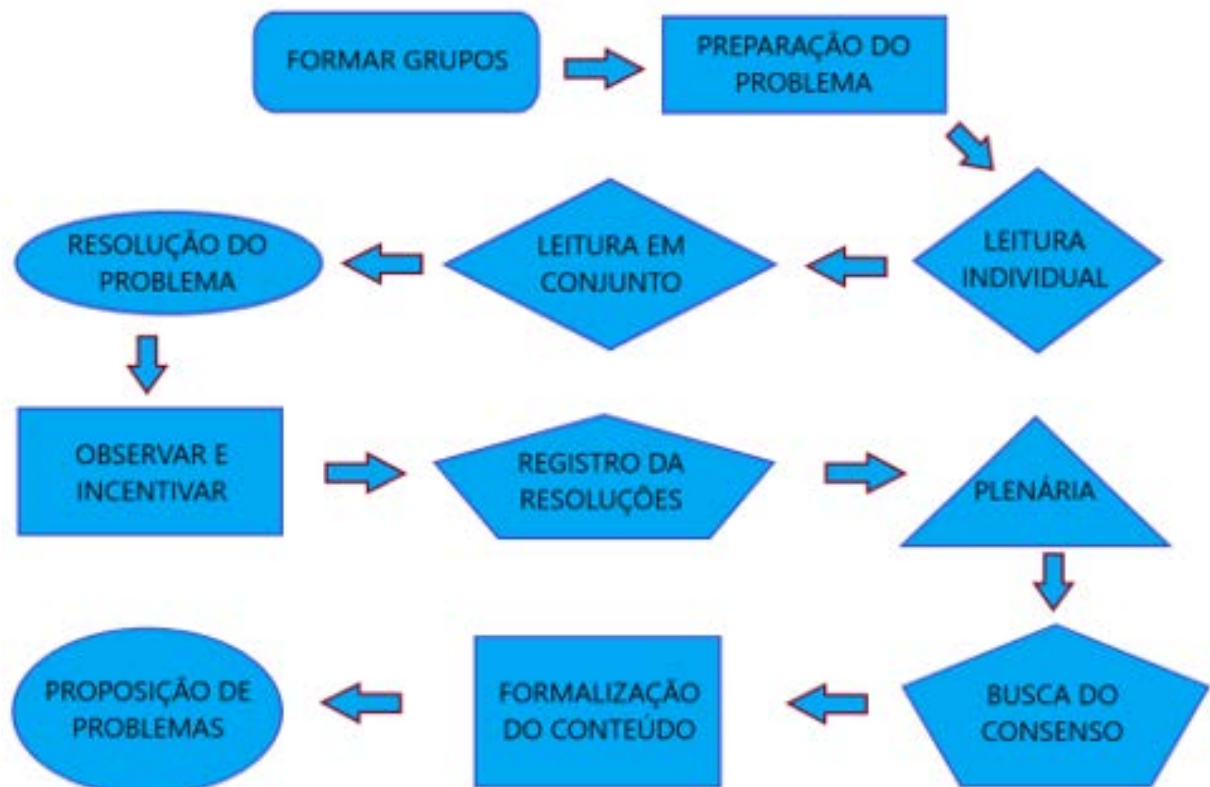 FORMAR GRUPOS
PREPARAÇÃO DO
PROBLEMA
LEITURA
INDIVIDUAL
LEITURA EM
CONJUNTO
RESOLUÇÃO DO
PROBLEMA
OBSERVAR E
INCENTIVAR
REGISTRO DA
RESOLUÇÕES
PLENÁRIA
BUSCA DO
CONSENSO
FORMALIZAÇÃO
DO CONTEÚDO
PROPOSIÇÃO DE
PROBLEMAS